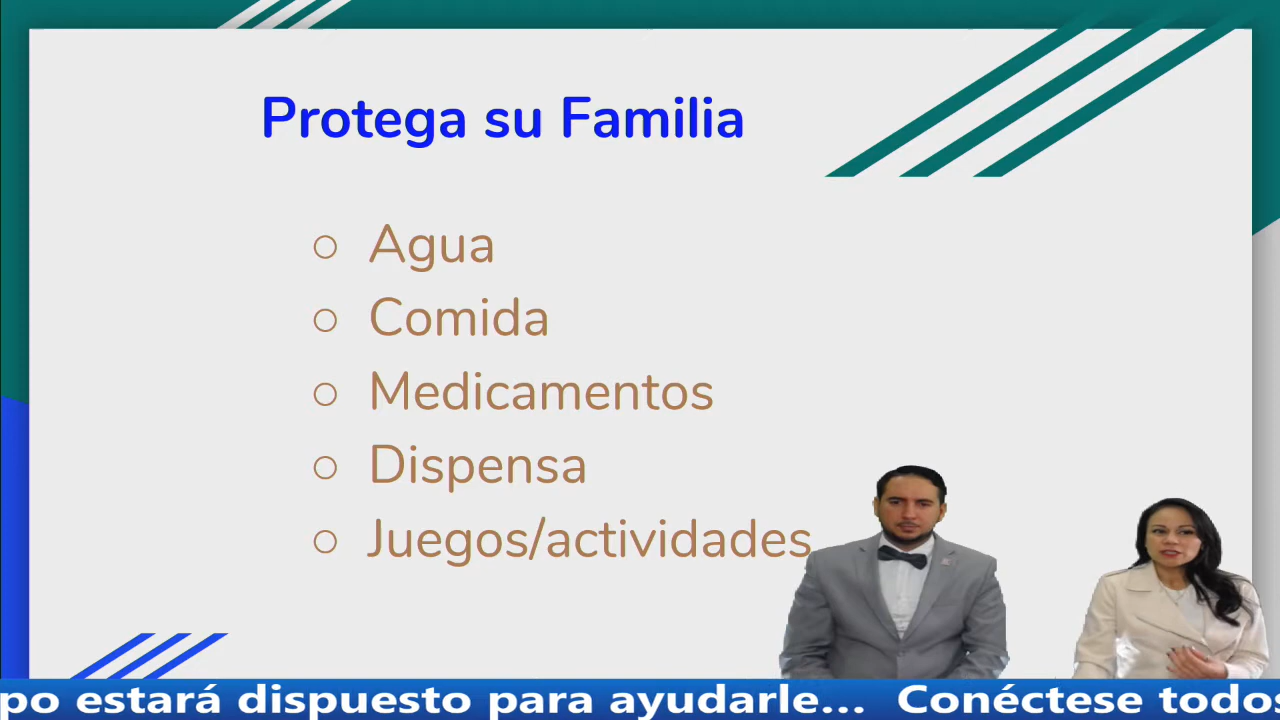 Protega su Familia
Agua
Comida
Medicamentos
Dispensa
Juegos/actividades
po estará dispuesto para ayudarle... Conéctese todos